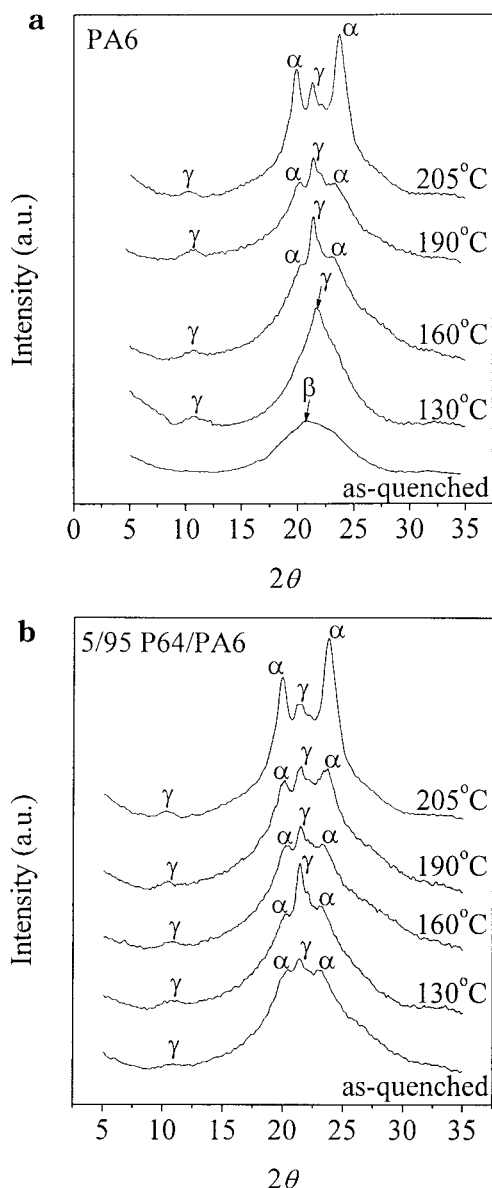 a
PA6
α
γ
α
γ
205°C
α
γ
α
γ
190°C
α
γ
α
γ
160°C
γ
γ
130°C
β
as-quenched
Intensity (a.u.)
0 5 10 15 20 25 30 35
2θ
b
5/95 P64/PA6
α
γ
α
γ
205°C
α
γ
α
γ
190°C
α
γ
α
γ
160°C
α
γ
α
γ
130°C
α
γ
α
γ
as-quenched
Intensity (a.u.)
5 10 15 20 25 30 35
2θ